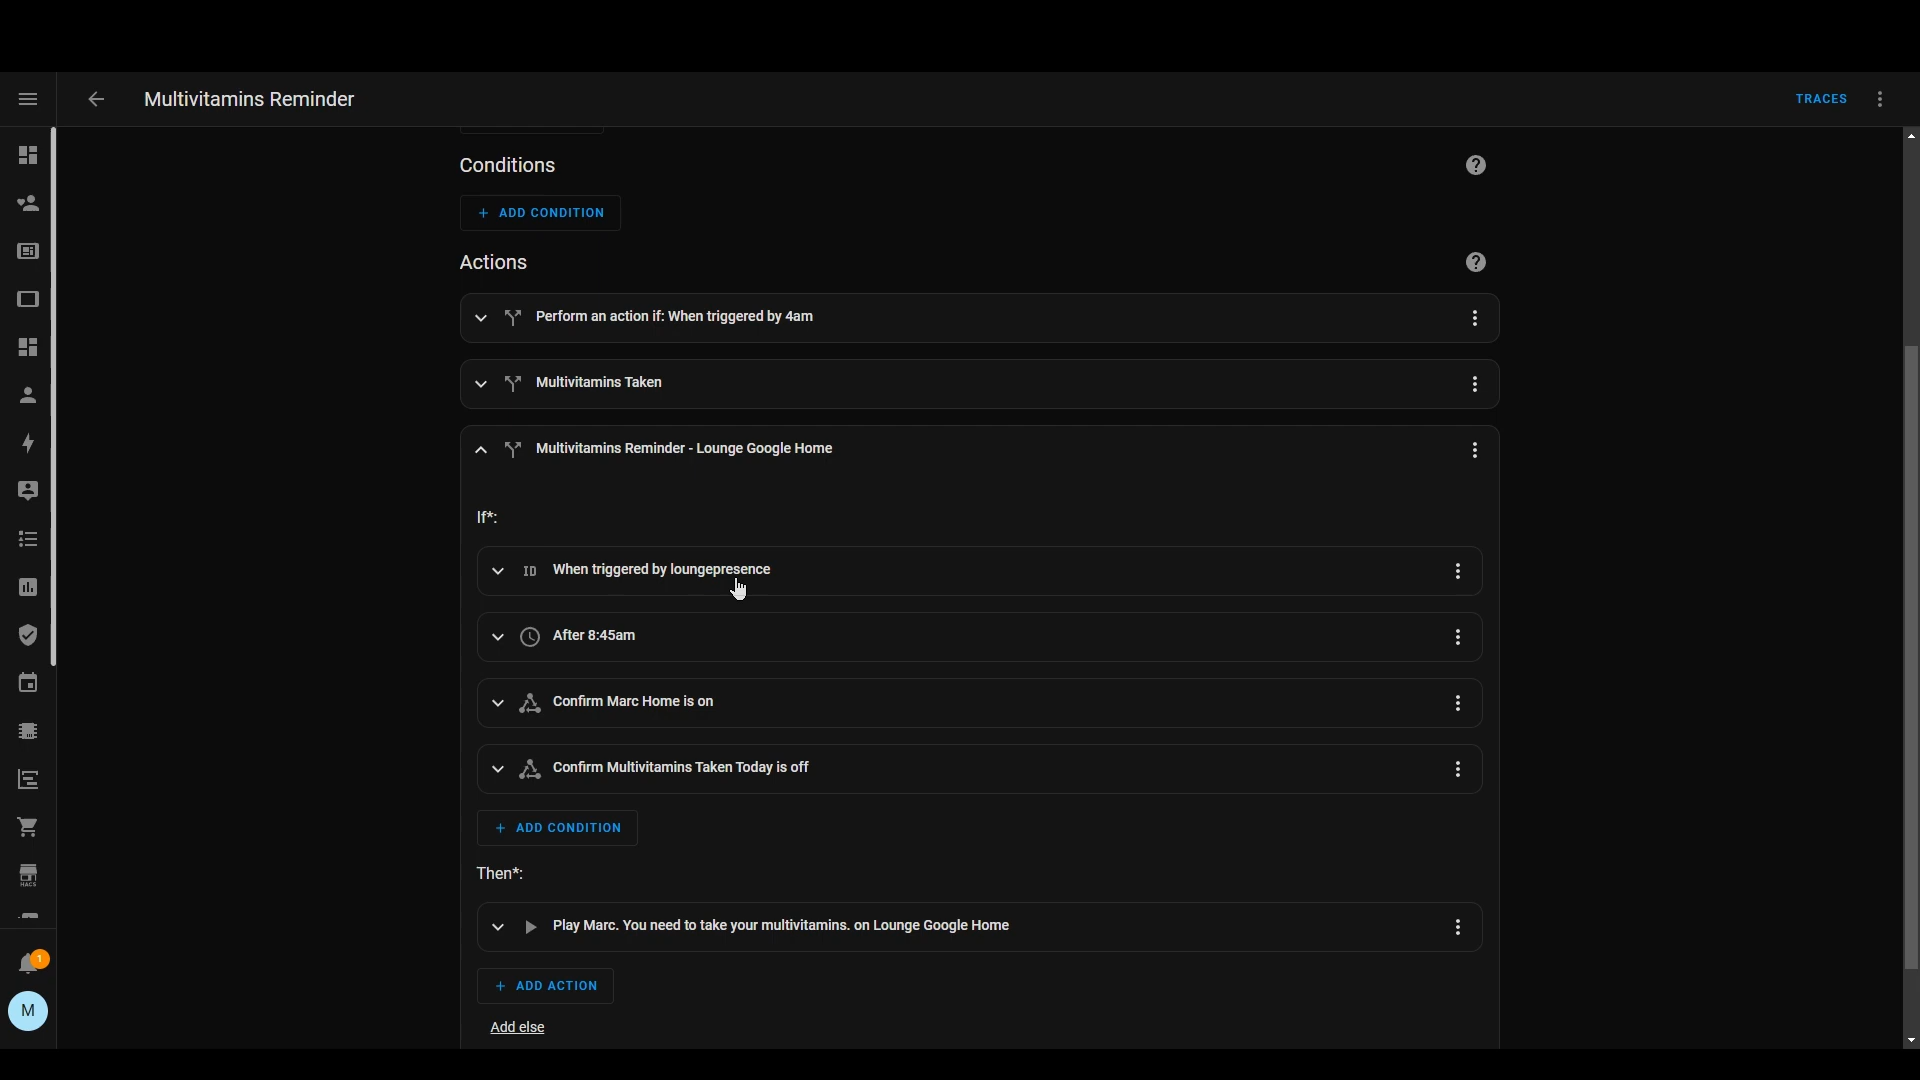 Multivitamins Reminder
TRACES
Conditions
+ ADD CONDITION
Actions
Perform an action if: When triggered by 4am
Multivitamins Taken
Multivitamins Reminder - Lounge Google Home
If*:
ID When triggered by loungepresence
After 8:45am
Confirm Marc Home is on
Confirm Multivitamins Taken Today is off
+ ADD CONDITION
Then*:
HACS
Play Marc. You need to take your multivitamins. on Lounge Google Home
1
+ ADD ACTION
M
Add else